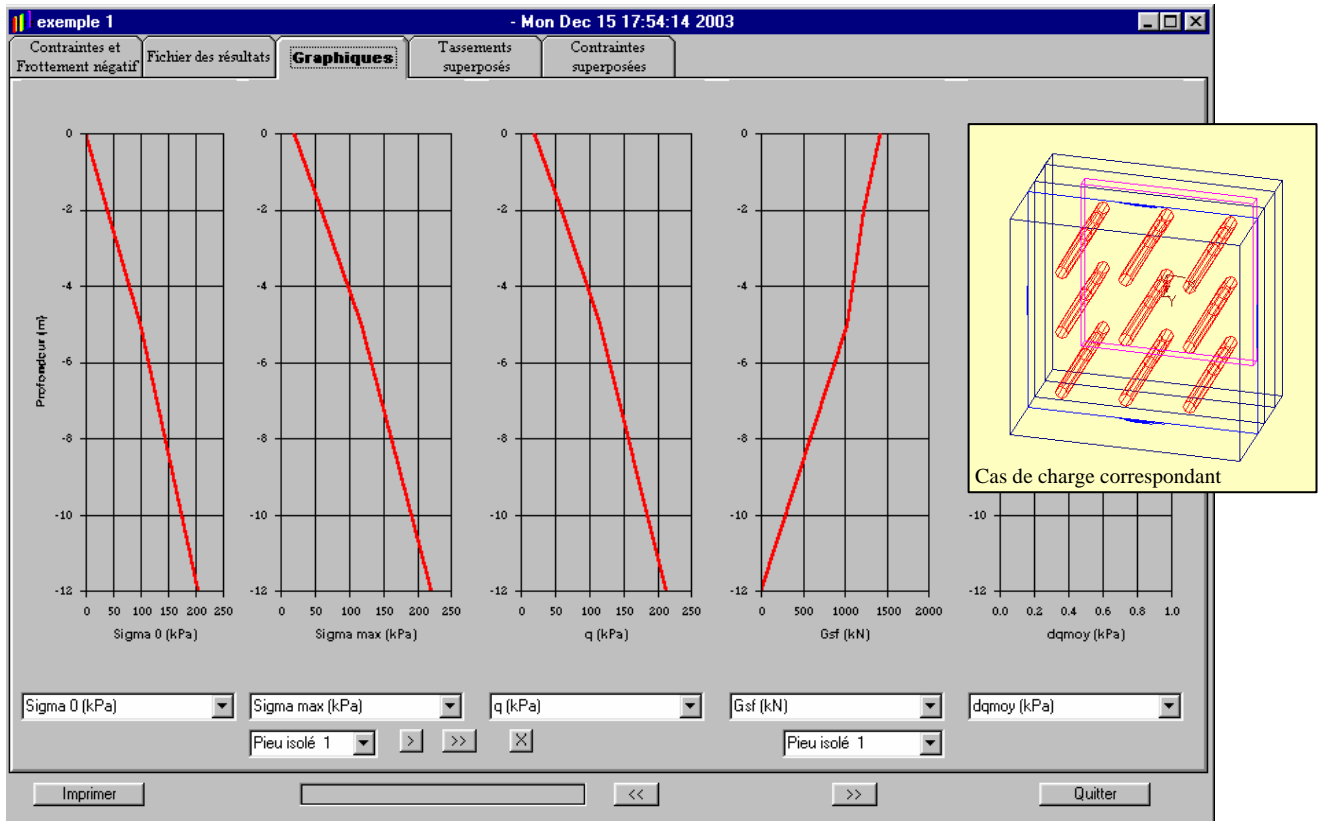 exemple 1 - Mon Dec 15 17:54:14 2003
Contraintes et
Frottement négatif
Fichier des résultats
Graphiques
Tassements
superposés
Contraintes
superposées
0 0 0 0
-2 -2 -2 -2
-4 -4 -4 -4
Profondeur (m)
-6 -6 -6 -6
-8 -8 -8 -8
-10 -10 -10 -10 -10
-12 -12 -12 -12 -12
Y
Cas de charge correspondant
0 50 100 150 200 250
0 50 100 150 200 250
0 50 100 150 200 250
0 500 1000 1500 2000
0.0 0.2 0.4 0.6 0.8 1.0
Sigma 0 (kPa)
Sigma max (kPa)
q (kPa)
Gsf (kN)
dqmoy (kPa)
Sigma 0 (kPa)
Sigma max (kPa)
q (kPa)
Gsf (kN)
dqmoy (kPa)
Pieu isolé 1 > >> X
Pieu isolé 1
Imprimer << >> Quitter